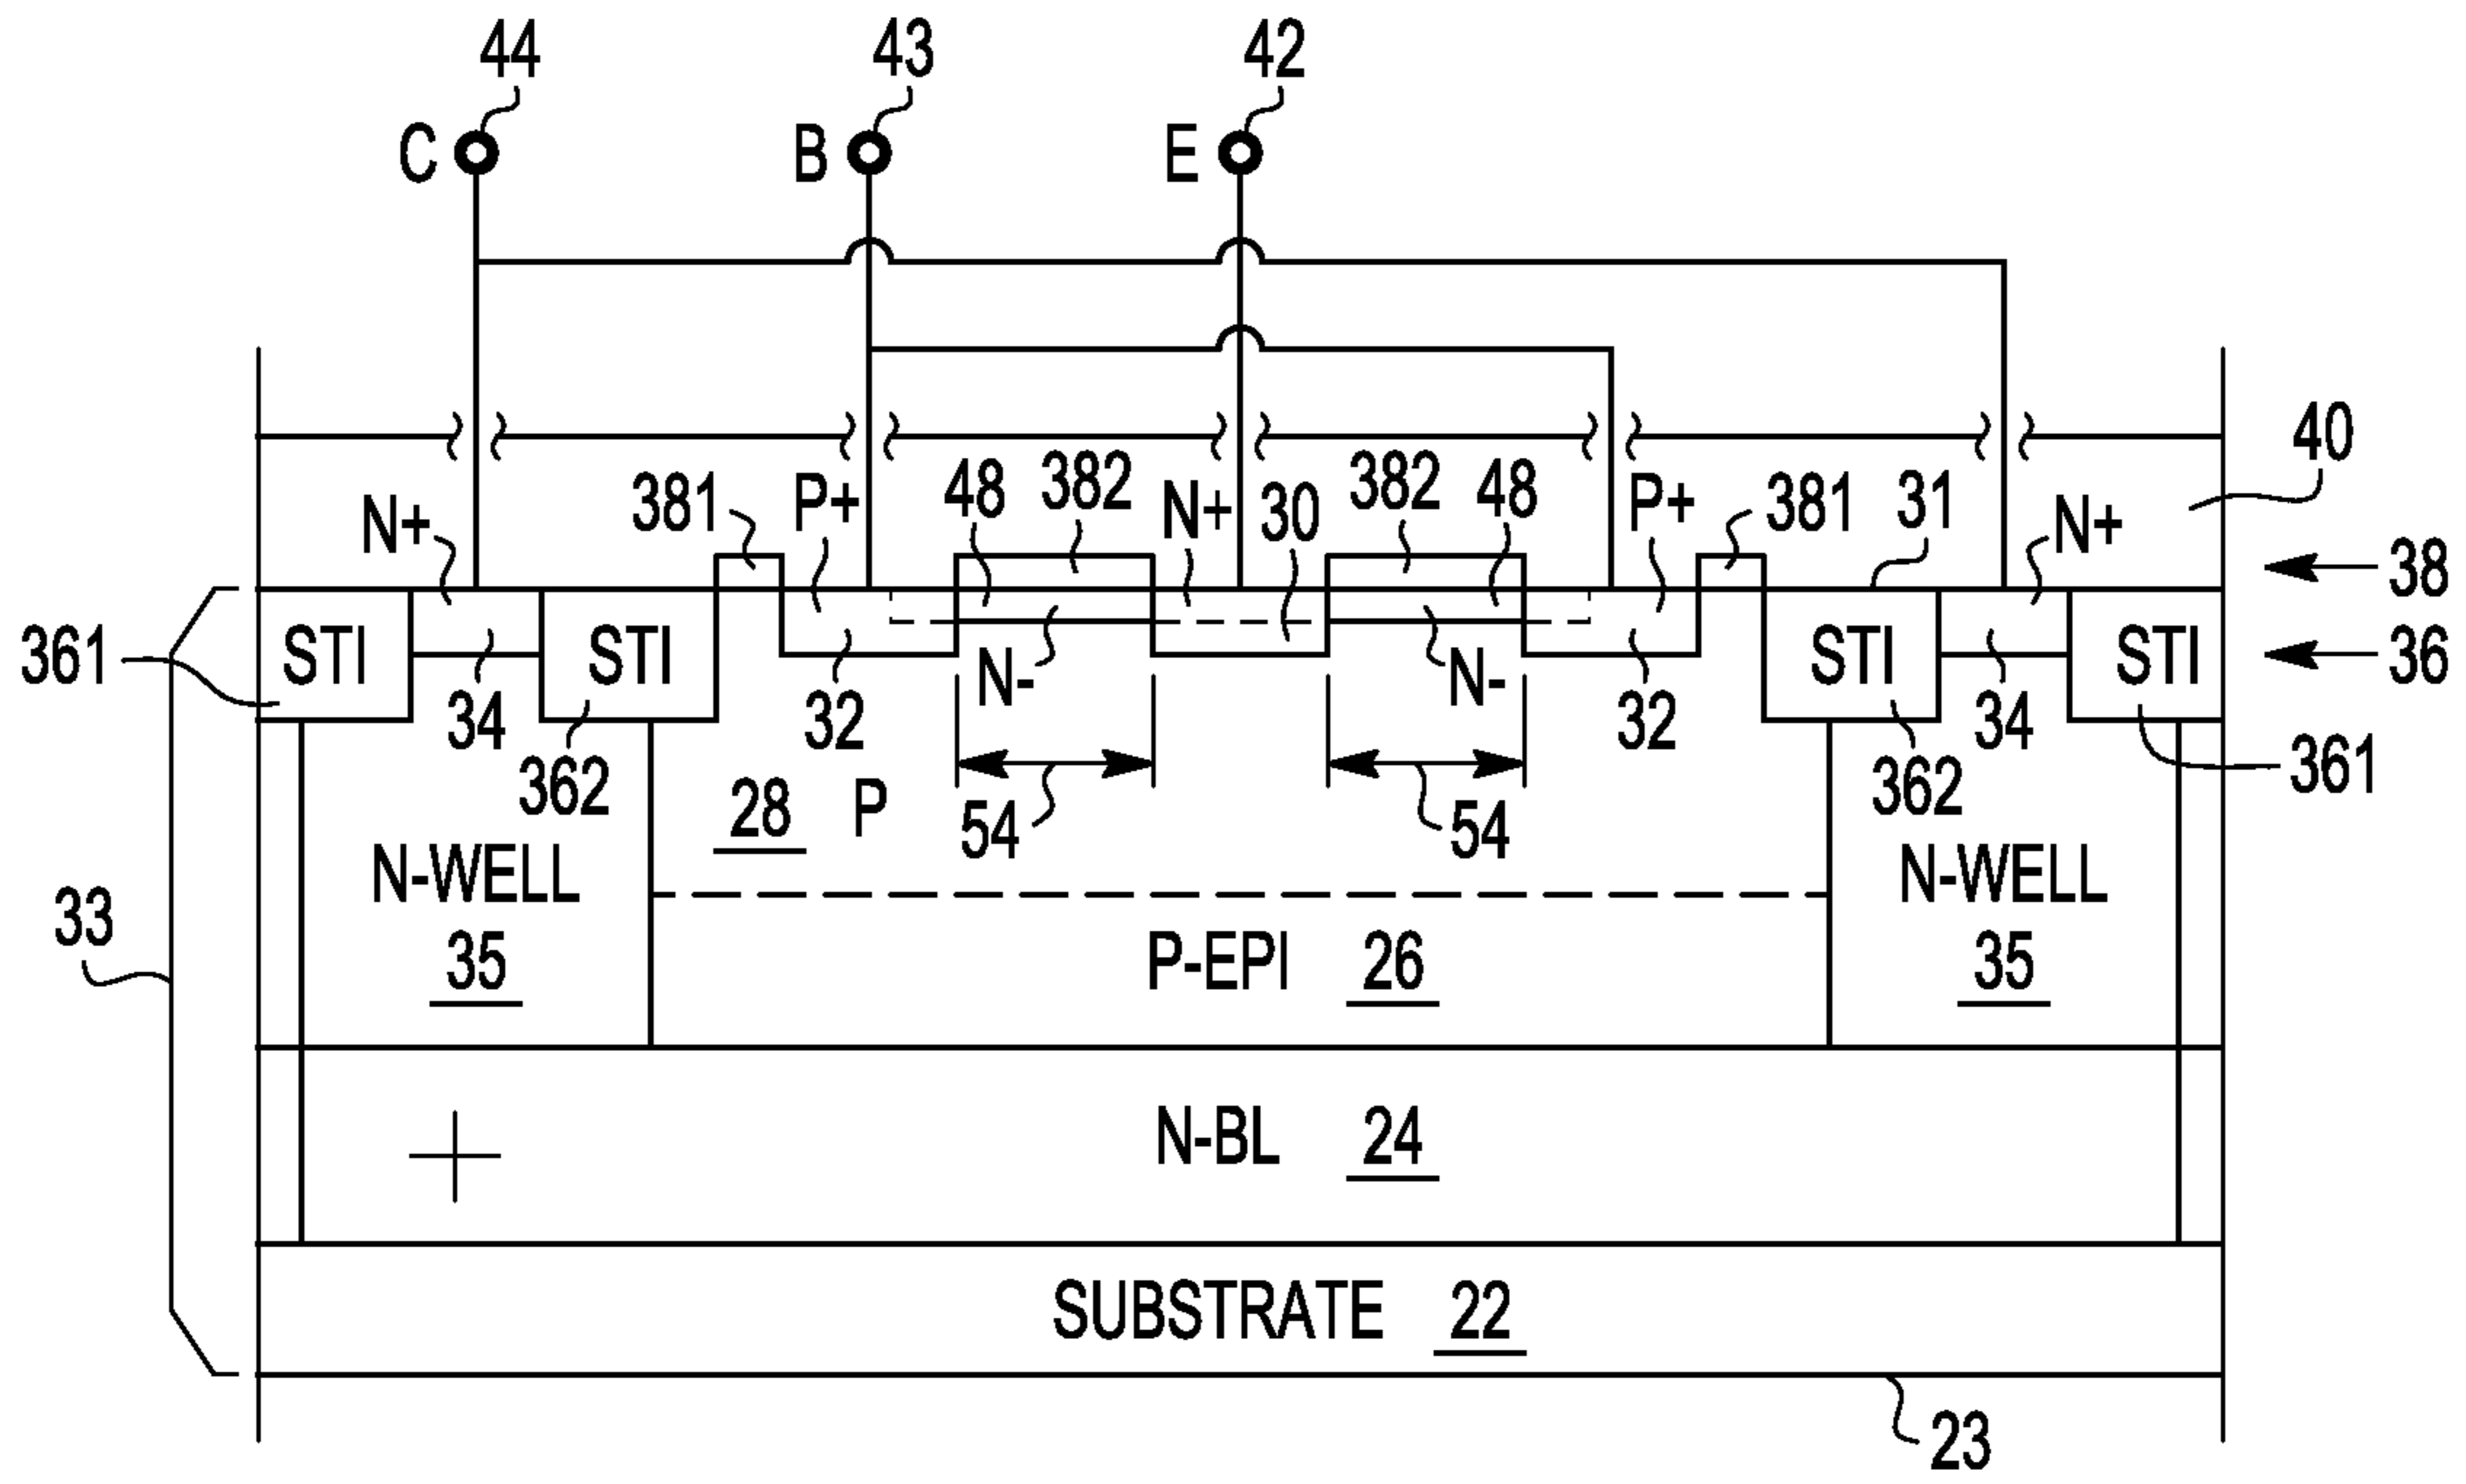 44 43 42
C B E
40
381 P+ 48 382 N+ 30 382 48 P+ 381 31 N+
N+
38
361 STI STI STI STI 36
34 32 N- N- 32 34
362 54 54 362 361
28 P
N-WELL N-WELL
33 35 P-EPI 26 35
N-BL 24
SUBSTRATE 22
23